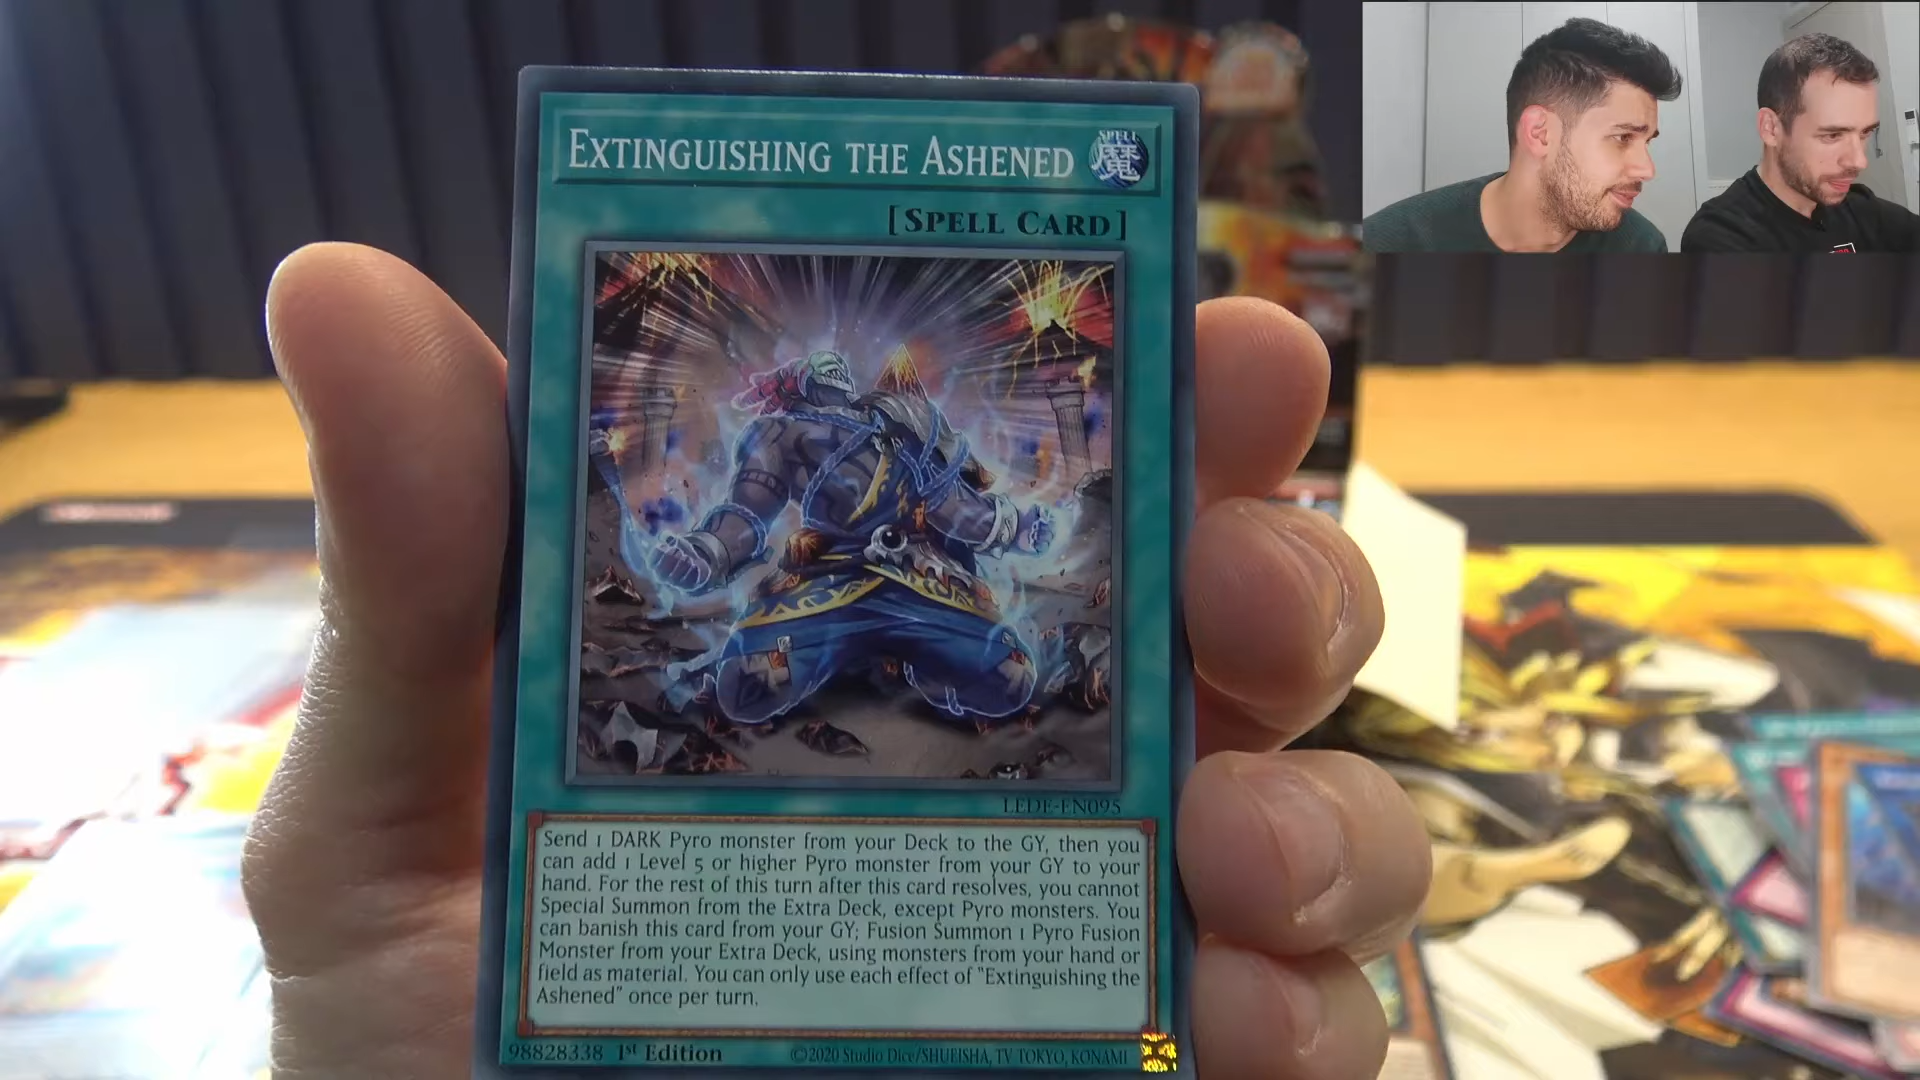 EXTINGUISHING THE ASHENED
SPELL
魔
[SPELL CARD]
LEDE-EN095
Send 1 DARK Pyro monster from your Deck to the GY, then you
can add 1 Level 5 or higher Pyro monster from your GY to your
hand. For the rest of this turn after this card resolves, you cannot
Special Summon from the Extra Deck, except Pyro monsters. You
can banish this card from your GY; Fusion Summon 1 Pyro Fusion
Monster from your Extra Deck, using monsters from your hand or
field as material. You can only use each effect of "Extinguishing the
Ashened" once per turn.
98828338 1st Edition ©2020 Studio Dice/SHUEISHA, TV TOKYO, KONAMI